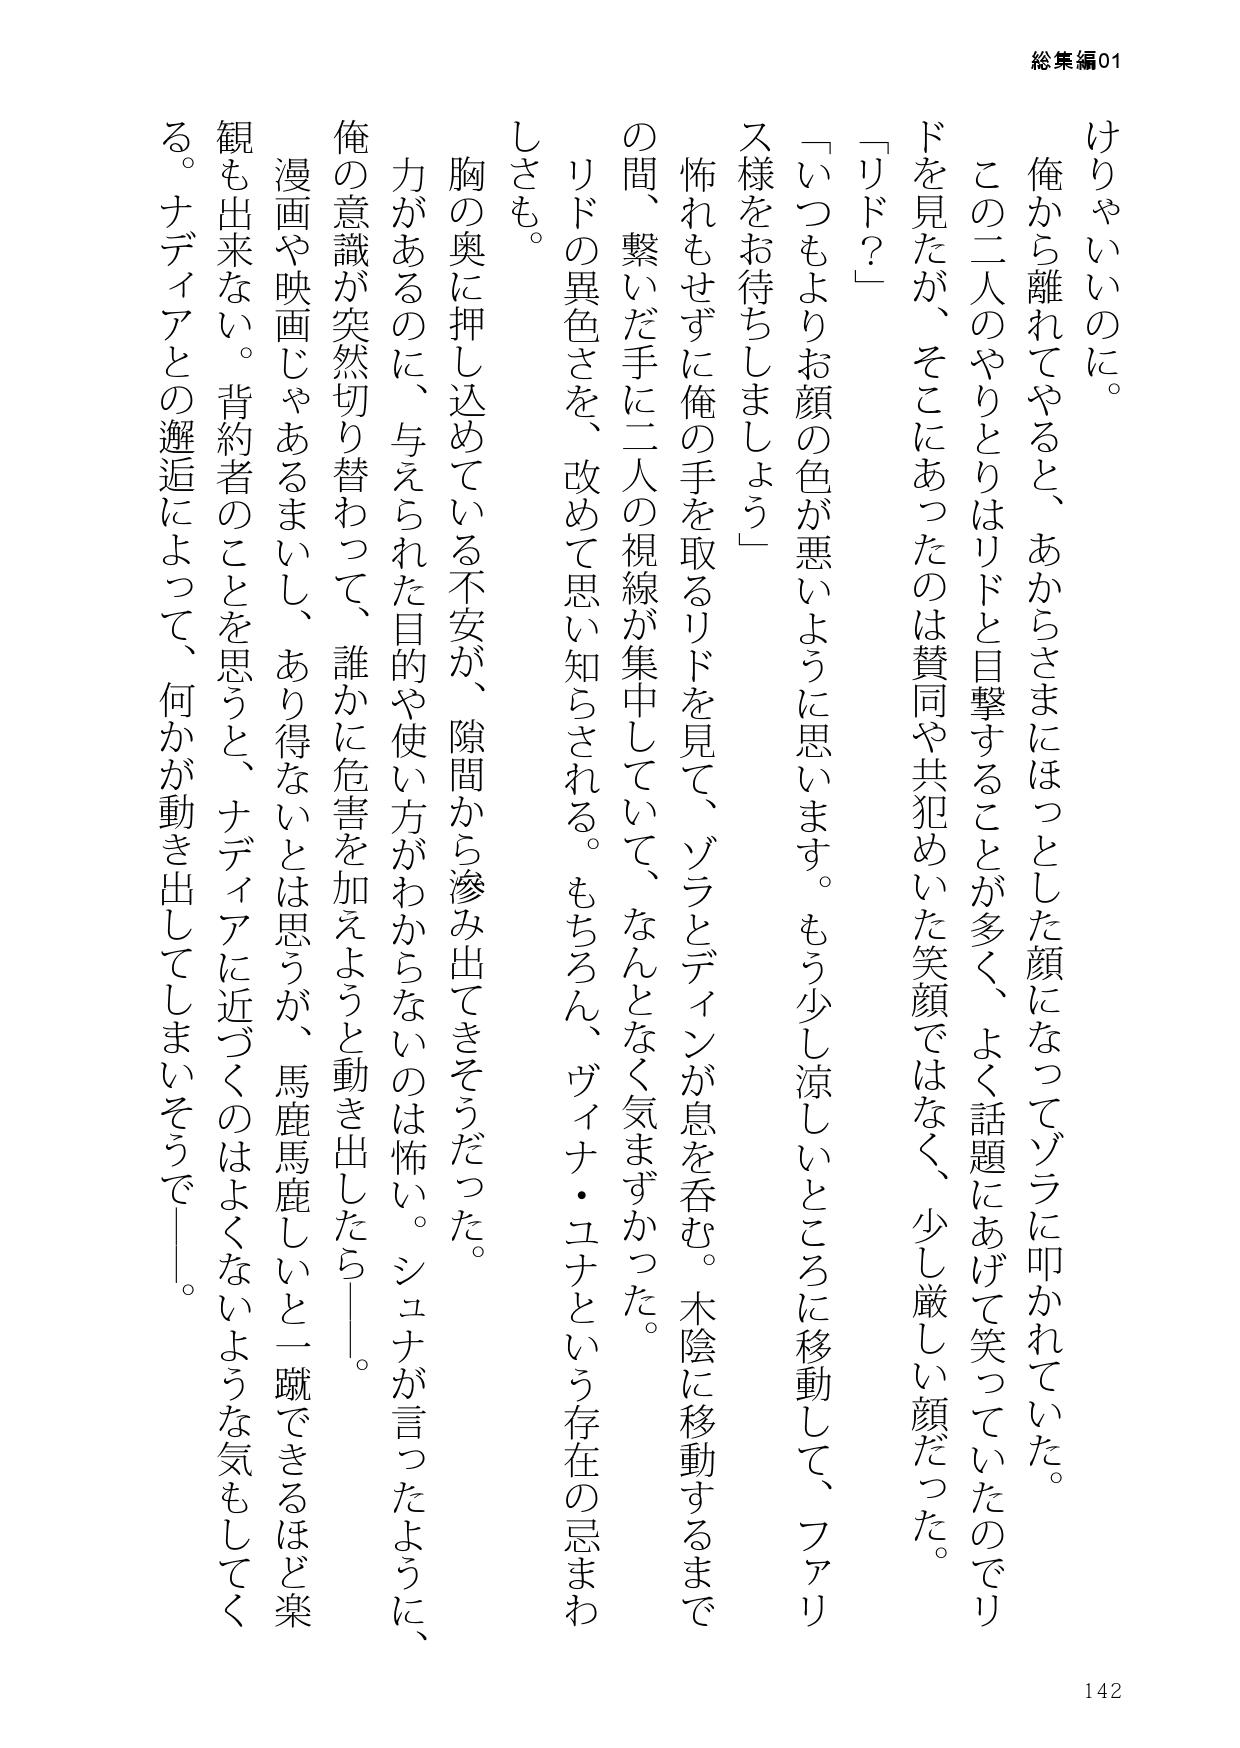 総集編01
けりゃいいのに。
　俺から離れてやると、あからさまにほっとした顔になってゾラに叩かれていた。
　この二人のやりとりはリドと目撃することが多く、よく話題にあげて笑っていたのでリ
ドを見たが、そこにあったのは賛同や共犯めいた笑顔ではなく、少し厳しい顔だった。
「リド？」
「いつもよりお顔の色が悪いように思います。もう少し涼しいところに移動して、ファリ
ス様をお待ちしましょう」
　怖れもせずに俺の手を取るリドを見て、ゾラとディンが息を呑む。木陰に移動するまで
の間、繋いだ手に二人の視線が集中していて、なんとなく気まずかった。
　リドの異色さを、改めて思い知らされる。もちろん、ヴィナ・ユナという存在の忌まわ
しさも。
　胸の奥に押し込めている不安が、隙間から滲み出てきそうだった。
　力があるのに、与えられた目的や使い方がわからないのは怖い。シュナが言ったように、
俺の意識が突然切り替わって、誰かに危害を加えようと動き出したら――。
　漫画や映画じゃあるまいし、あり得ないとは思うが、馬鹿馬鹿しいと一蹴できるほど楽
観も出来ない。背約者のことを思うと、ナディアに近づくのはよくないような気もしてく
る。ナディアとの邂逅によって、何かが動き出してしまいそうで――。
142